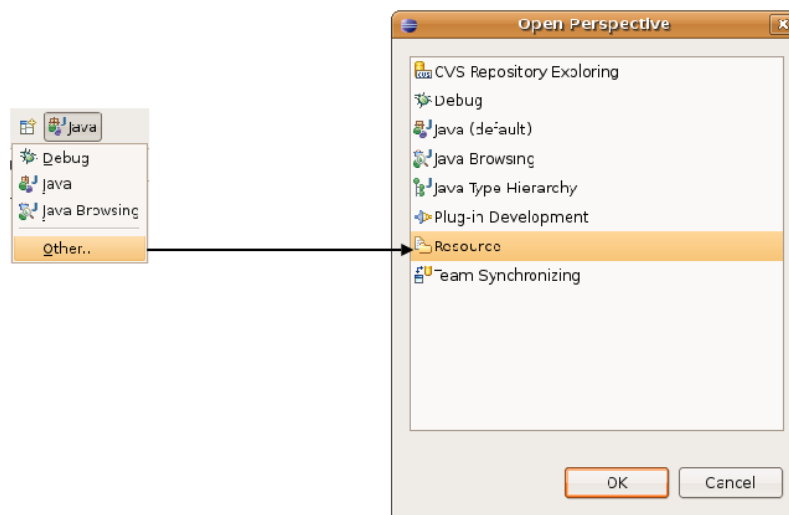 Java
Debug
Java
Java Browsing
Other..
Open Perspective
CVS Repository Exploring
Debug
Java (default)
Java Browsing
Java Type Hierarchy
Plug-in Development
Resource
Team Synchronizing
OK
Cancel